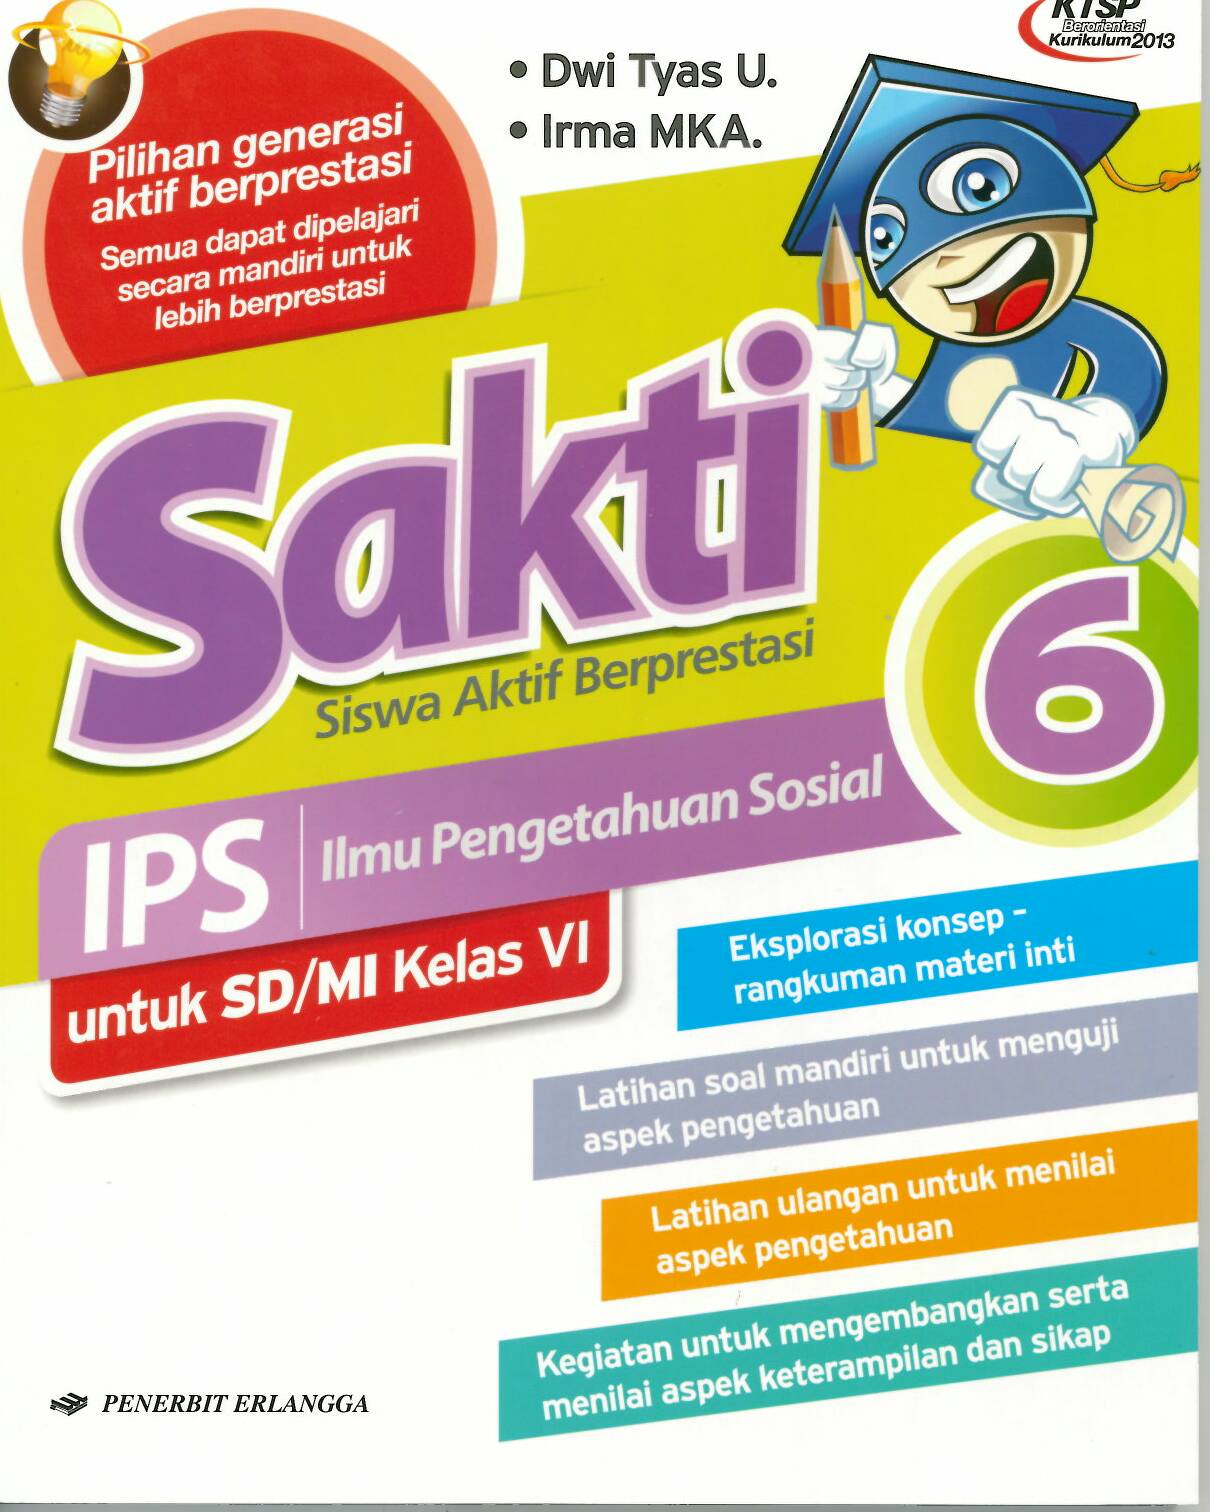 KTSP
Berorientasi
Kurikulum2013
• Dwi Tyas U.
• Irma MKA.
Pilihan generasi
aktif berprestasi
Semua dapat dipelajari
secara mandiri untuk
lebih berprestasi
Sakti
Siswa Aktif Berprestasi
6
IPS
Ilmu Pengetahuan Sosial
untuk SD/MI Kelas VI
Eksplorasi konsep –
rangkuman materi inti
Latihan soal mandiri untuk menguji
aspek pengetahuan
Latihan ulangan untuk menilai
aspek pengetahuan
Kegiatan untuk mengembangkan serta
menilai aspek keterampilan dan sikap
PENERBIT ERLANGGA